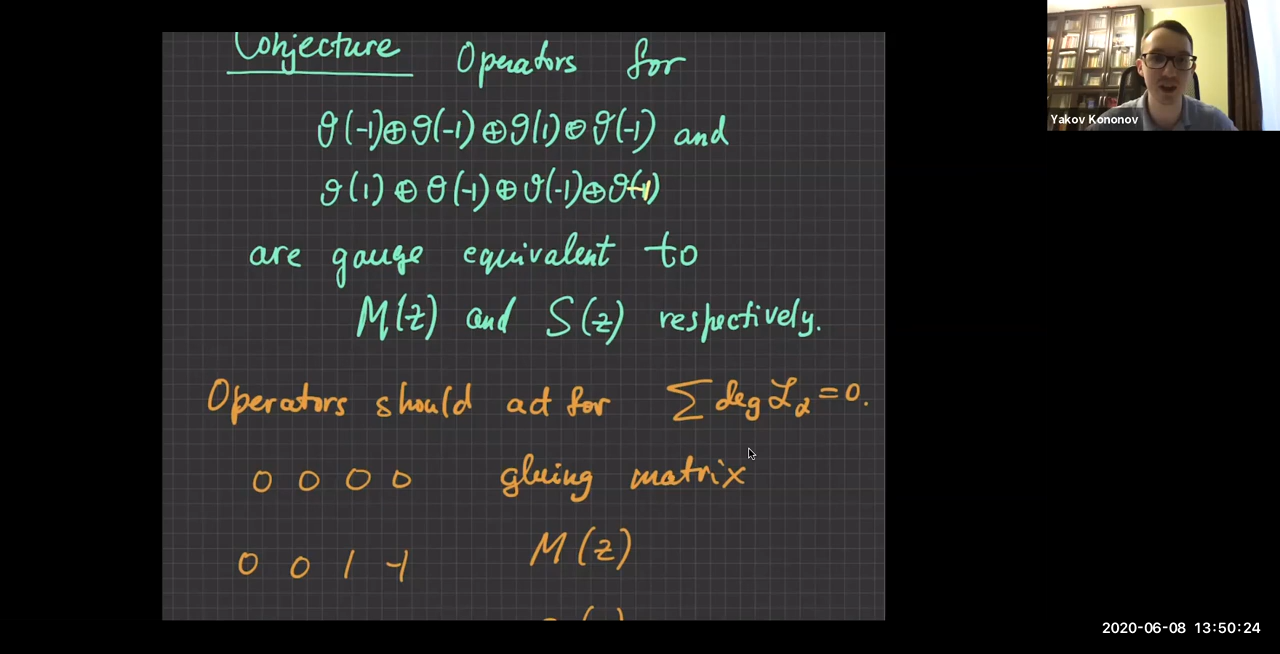 Conjecture Operators for
𝒪(-1)⊕𝒪(-1)⊕𝒪(1)⊕𝒪(-1) and
𝒪(1)⊕𝒪(-1)⊕𝒪(-1)⊕𝒪(-1)
are gauge equivalent to
M(z) and S(z) respectively.
Operators should act for ∑ deg ℒ_α = 0.
0 0 0 0 gluing matrix
0 0 1 -1 M(z)
Yakov Kononov
2020-06-08 13:50:24